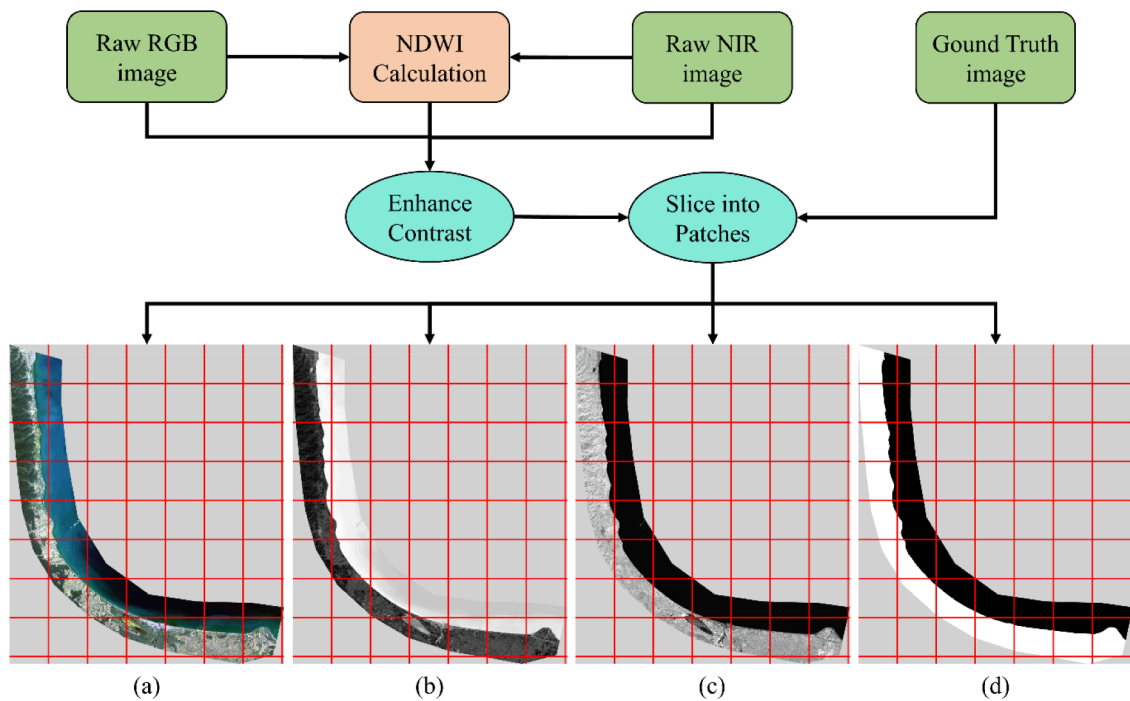 Raw RGB
image
NDWI
Calculation
Raw NIR
image
Gound Truth
image
Enhance
Contrast
Slice into
Patches
(a)
(b)
(c)
(d)